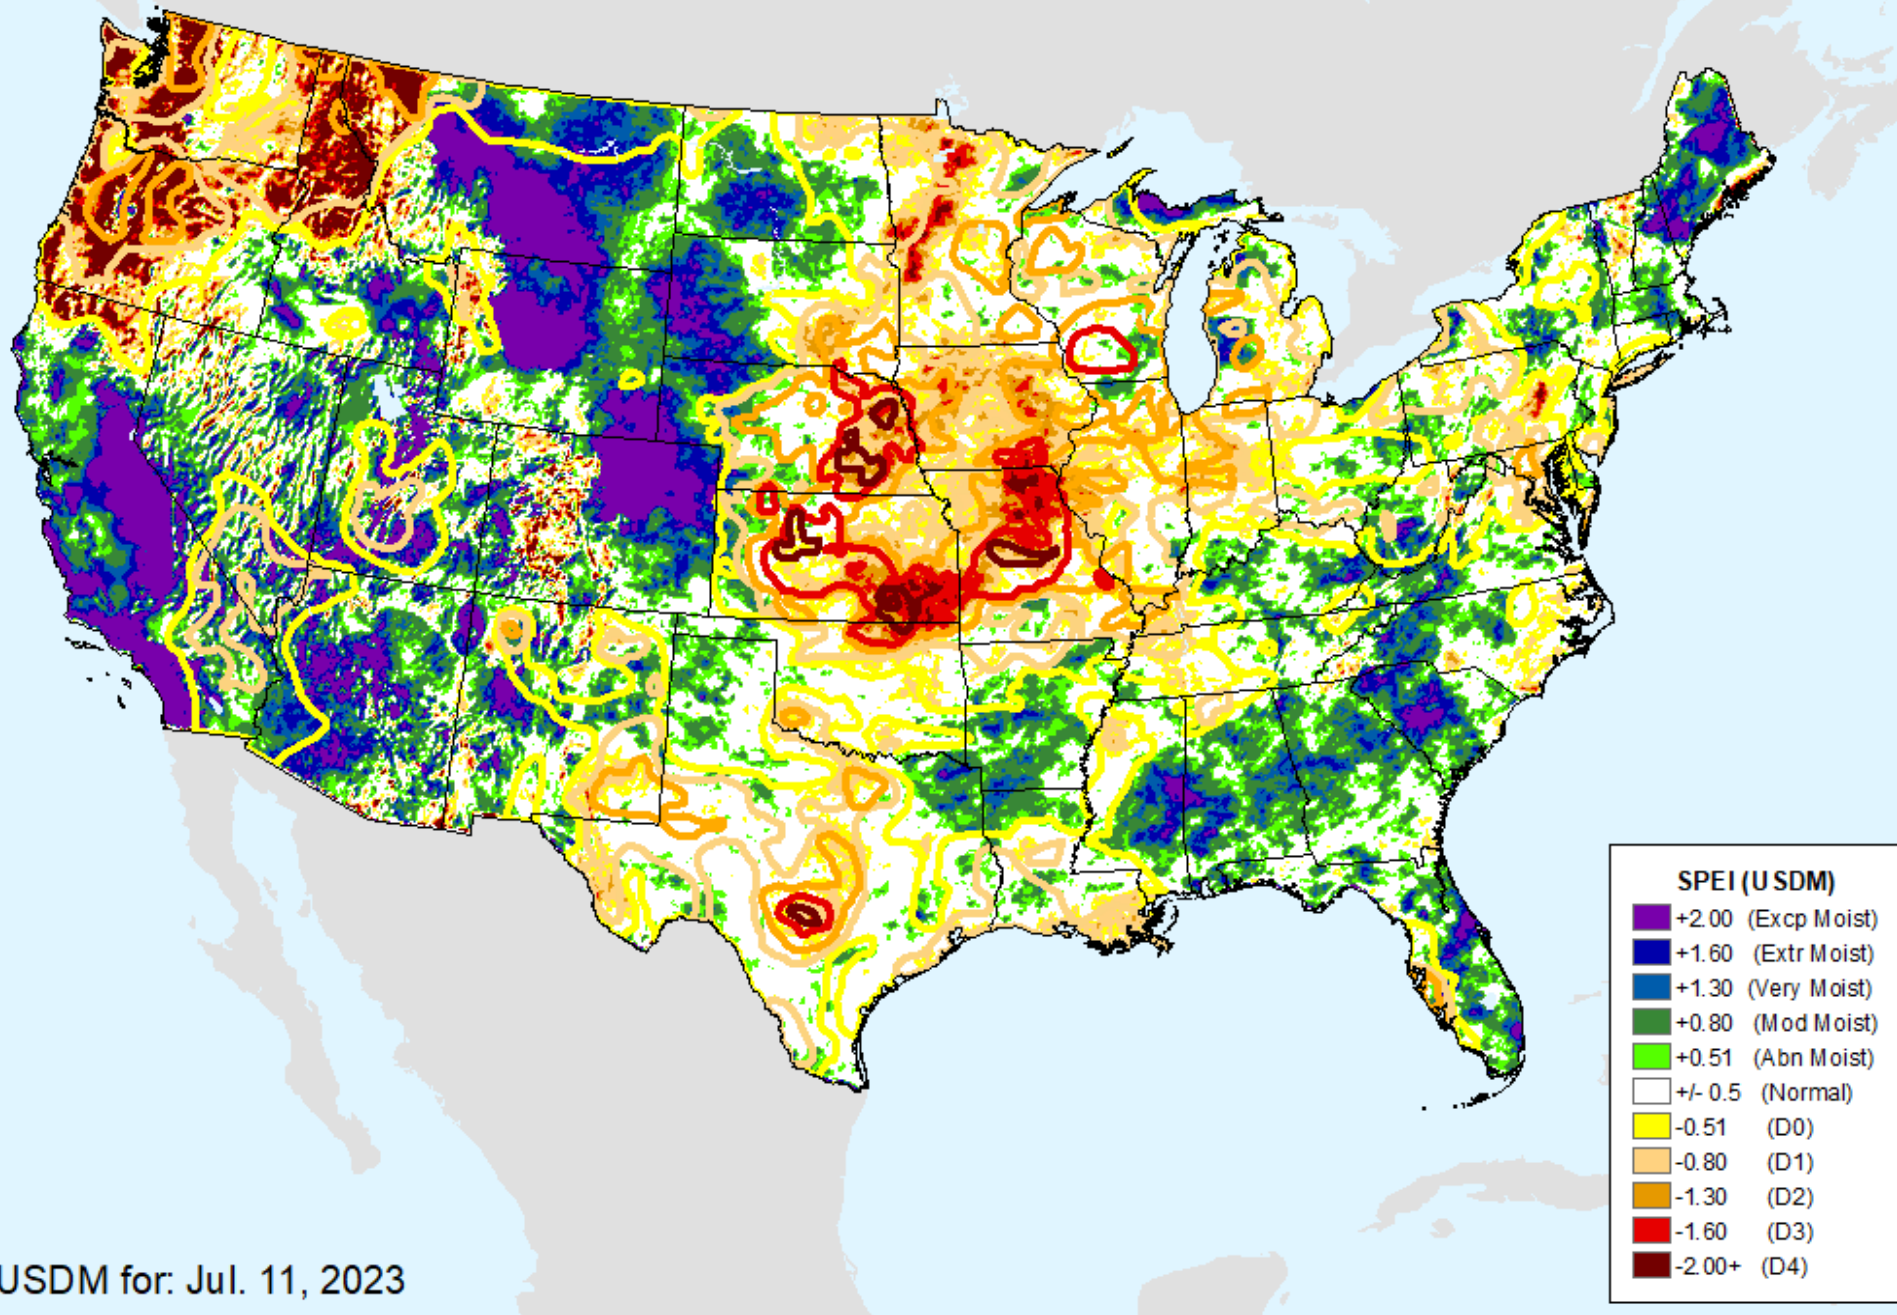 SPEI (USDM)
+2.00 (Excp Moist)
+1.60 (Extr Moist)
+1.30 (Very Moist)
+0.80 (Mod Moist)
+0.51 (Abn Moist)
+/- 0.5 (Normal)
-0.51 (D0)
-0.80 (D1)
-1.30 (D2)
-1.60 (D3)
-2.00+ (D4)
USDM for: Jul. 11, 2023